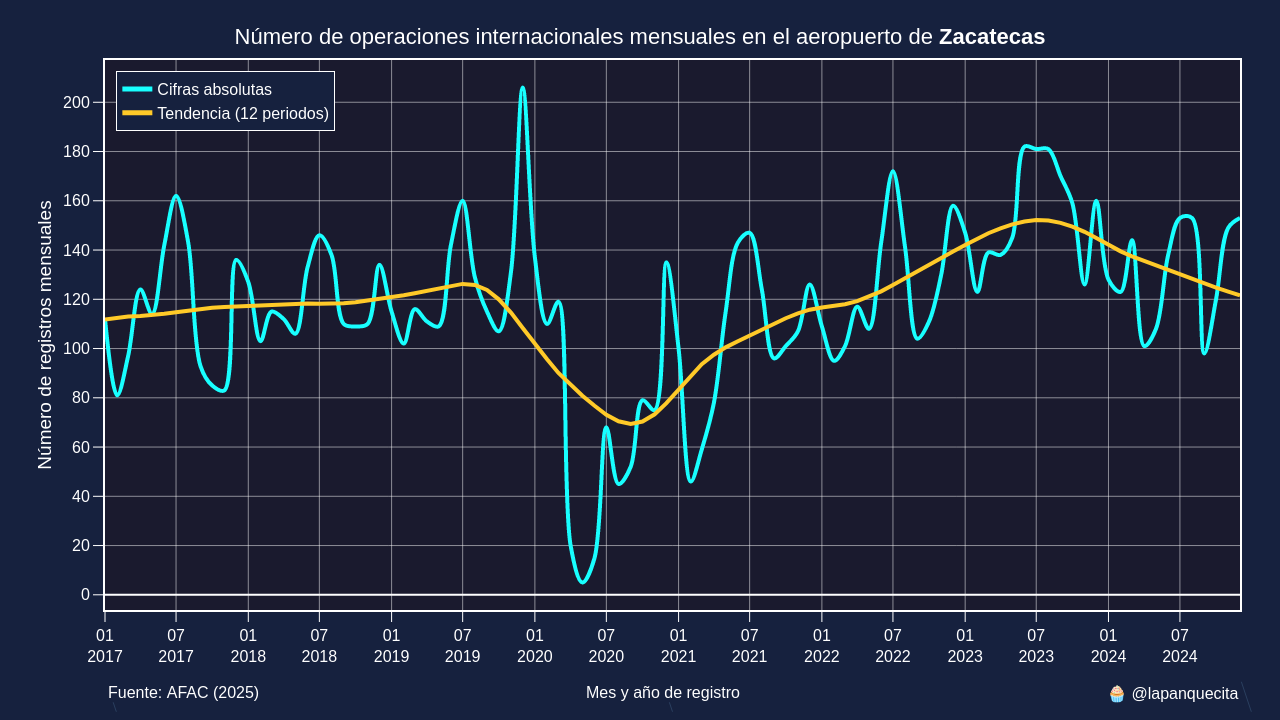 Número de operaciones internacionales mensuales en el aeropuerto de Zacatecas
Cifras absolutas
Tendencia (12 periodos)
Número de registros mensuales
200
180
160
140
120
100
80
60
40
20
0
01 07 01 07 01 07 01 07 01 07 01 07 01 07 01 07
2017 2017 2018 2018 2019 2019 2020 2020 2021 2021 2022 2022 2023 2023 2024 2024
Fuente: AFAC (2025) Mes y año de registro 🧁 @lapanquecita